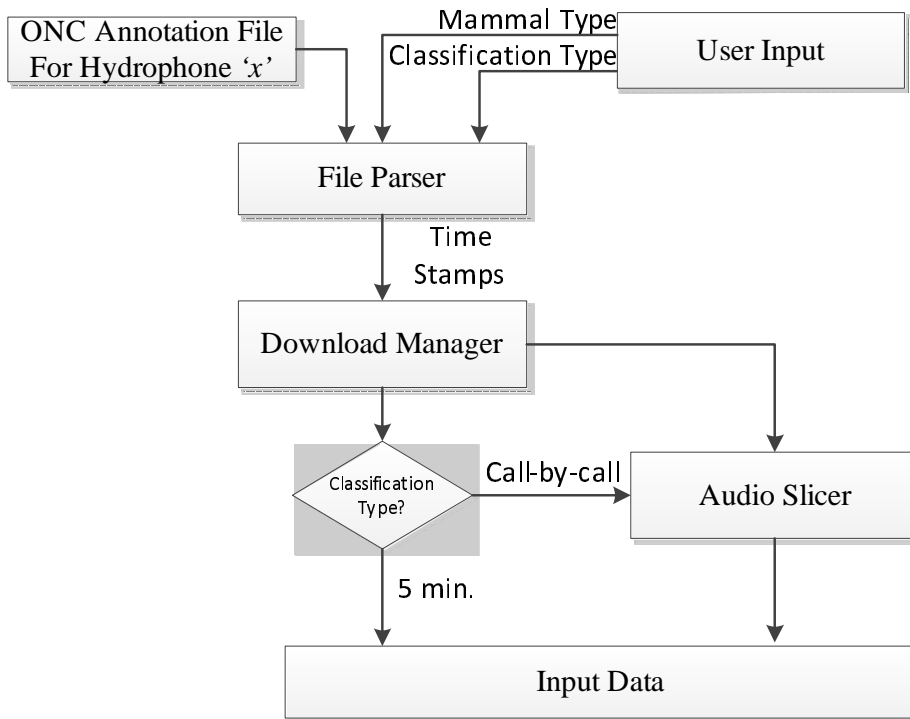 ONC Annotation File
For Hydrophone ‘x’
Mammal Type
Classification Type
User Input
File Parser
Time
Stamps
Download Manager
Classification
Type?
Call-by-call
Audio Slicer
5 min.
Input Data